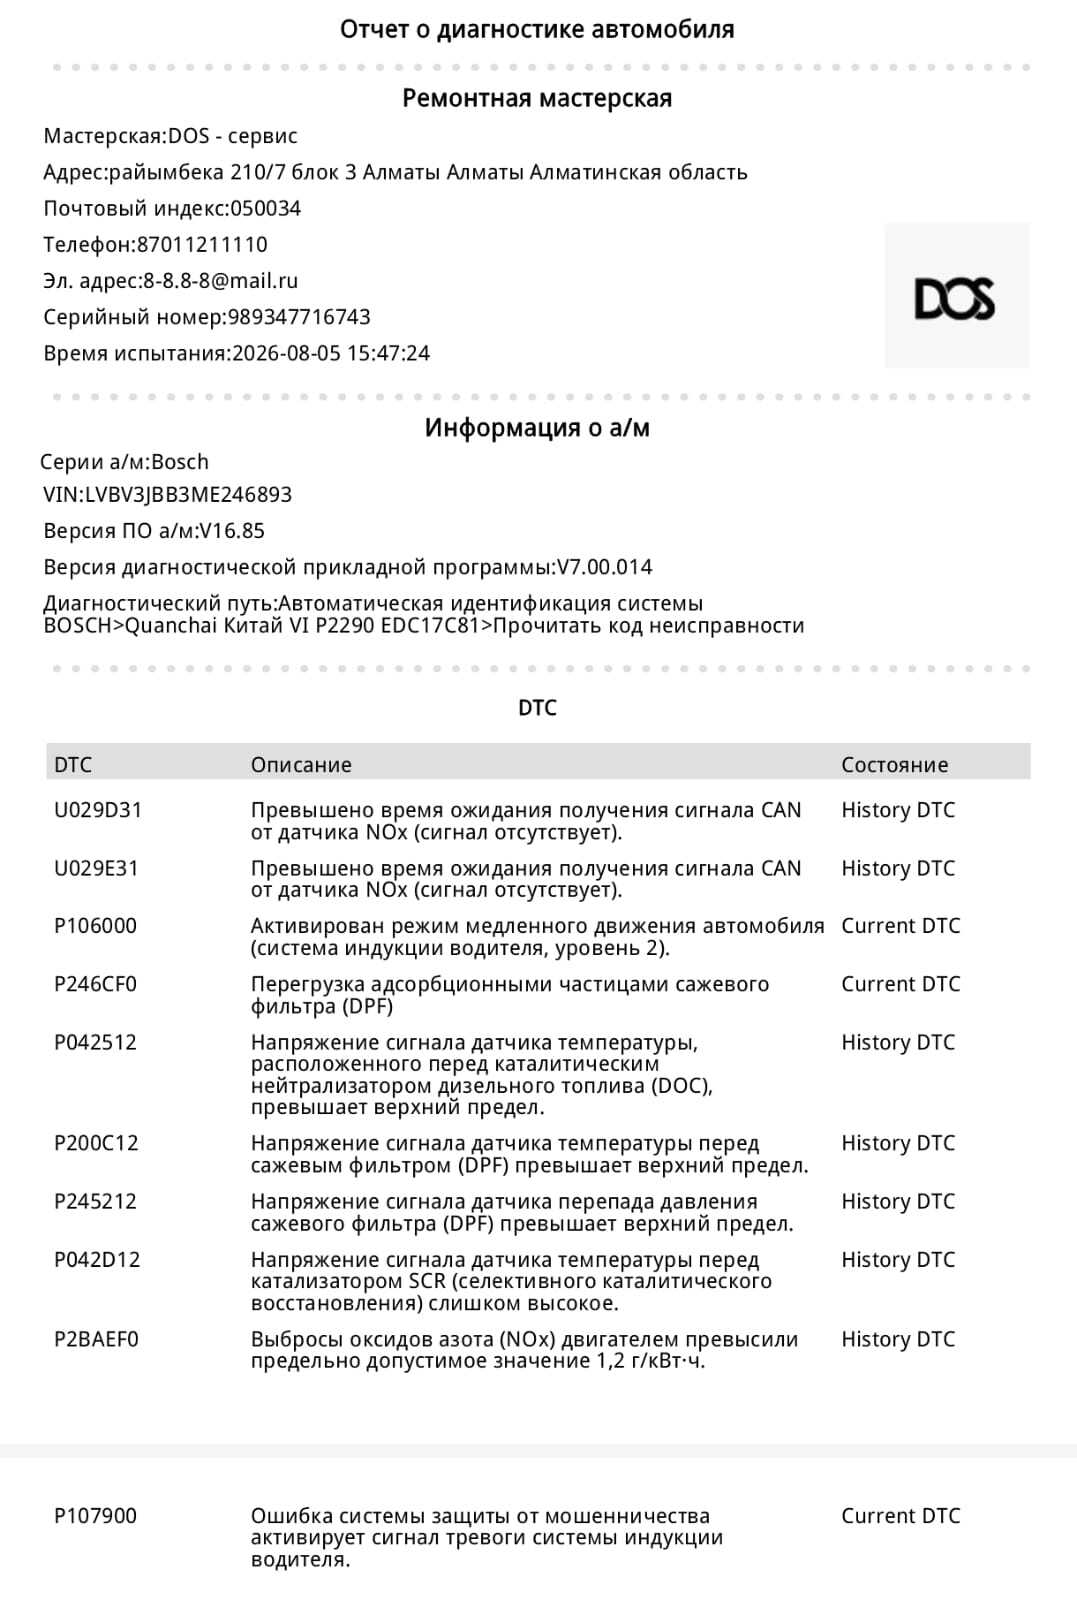 Отчет о диагностике автомобиля
Ремонтная мастерская
Мастерская:DOS - сервис
Адрес:райымбека 210/7 блок 3 Алматы Алматы Алматинская область
Почтовый индекс:050034
Телефон:87011211110
Эл. адрес:8-8.8-8@mail.ru
Серийный номер:989347716743
Время испытания:2026-08-05 15:47:24
DOS
Информация о а/м
Серии а/м:Bosch
VIN:LVBV3JBB3ME246893
Версия ПО а/м:V16.85
Версия диагностической прикладной программы:V7.00.014
Диагностический путь:Автоматическая идентификация системы
BOSCH>Quanchai Китай VI P2290 EDC17C81>Прочитать код неисправности
DTC
DTC Описание Состояние
U029D31 Превышено время ожидания получения сигнала CAN History DTC
от датчика NOx (сигнал отсутствует).
U029E31 Превышено время ожидания получения сигнала CAN History DTC
от датчика NOx (сигнал отсутствует).
P106000 Активирован режим медленного движения автомобиля Current DTC
(система индукции водителя, уровень 2).
P246CF0 Перегрузка адсорбционными частицами сажевого Current DTC
фильтра (DPF)
P042512 Напряжение сигнала датчика температуры, History DTC
расположенного перед каталитическим
нейтрализатором дизельного топлива (DOC),
превышает верхний предел.
P200C12 Напряжение сигнала датчика температуры перед History DTC
сажевым фильтром (DPF) превышает верхний предел.
P245212 Напряжение сигнала датчика перепада давления History DTC
сажевого фильтра (DPF) превышает верхний предел.
P042D12 Напряжение сигнала датчика температуры перед History DTC
катализатором SCR (селективного каталитического
восстановления) слишком высокое.
P2BAEF0 Выбросы оксидов азота (NOx) двигателем превысили History DTC
предельно допустимое значение 1,2 г/кВт·ч.
P107900 Ошибка системы защиты от мошенничества Current DTC
активирует сигнал тревоги системы индукции
водителя.